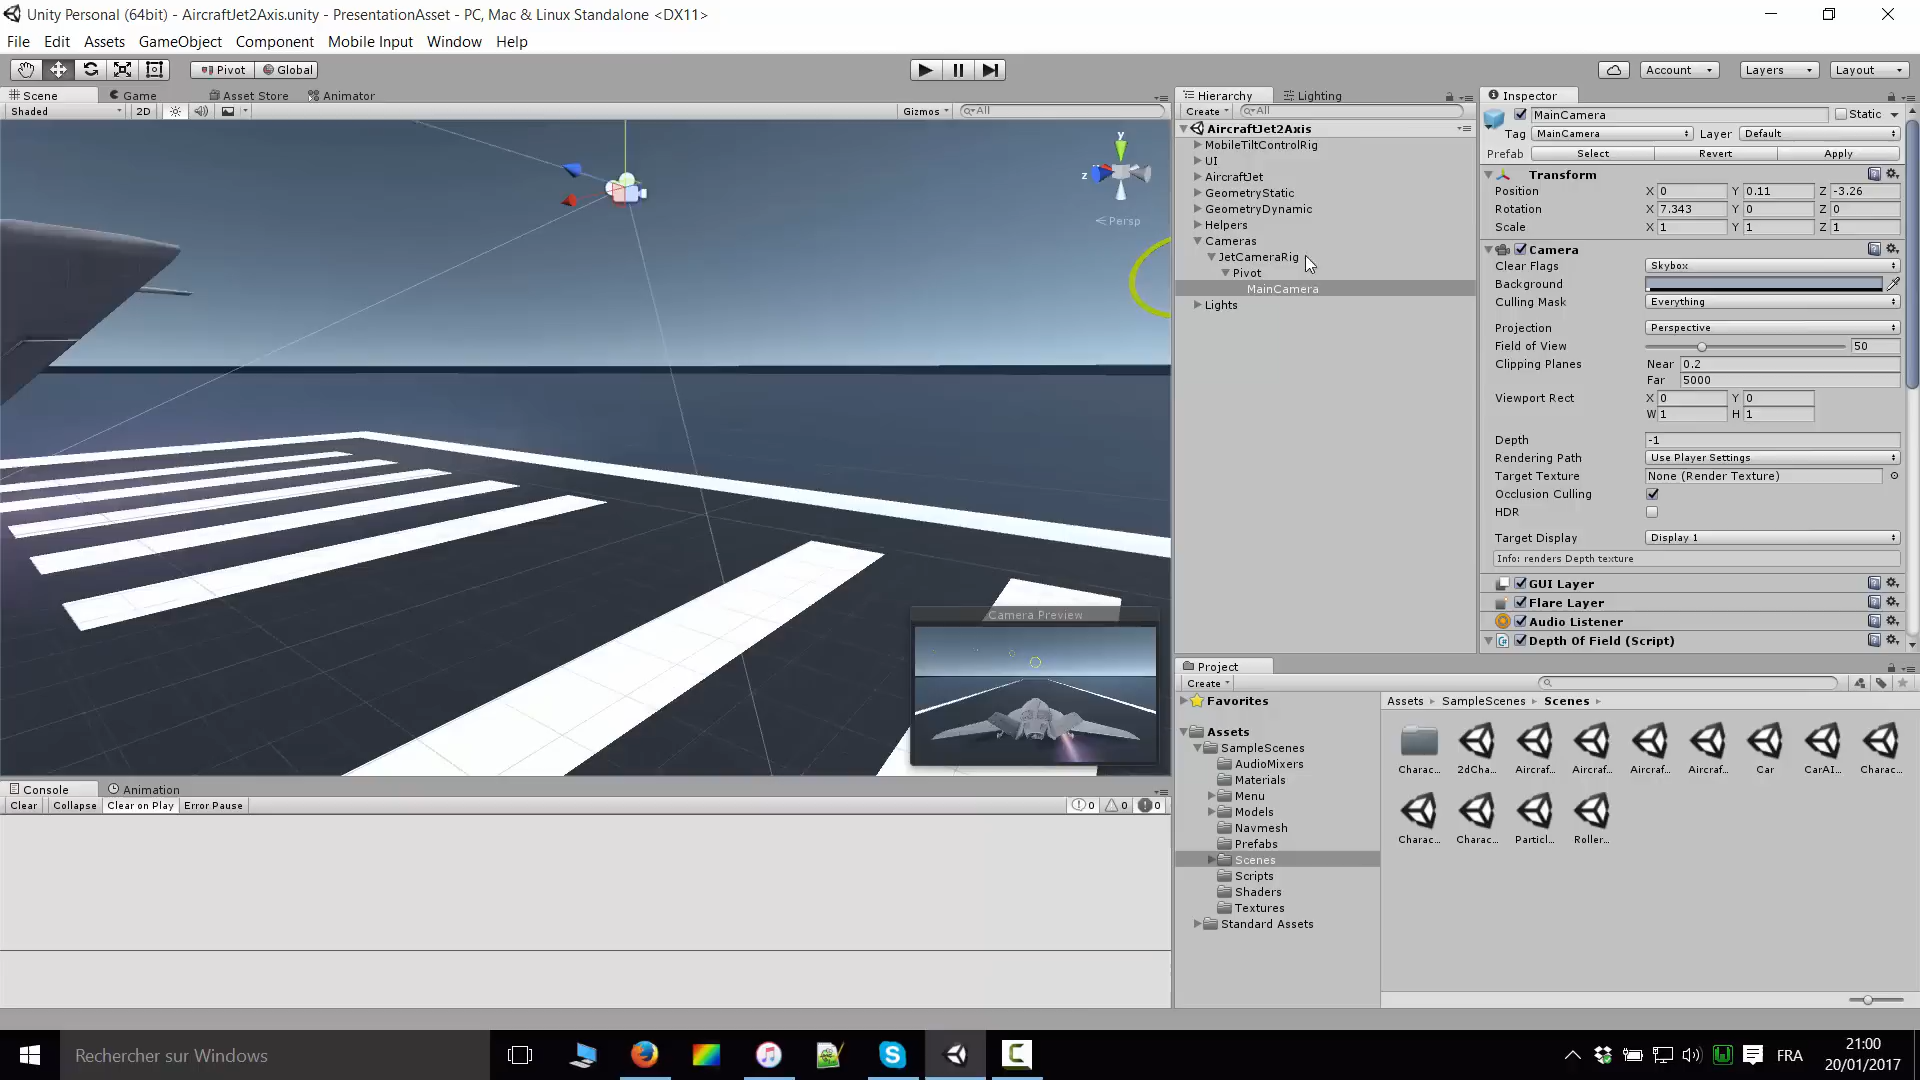 Unity Personal (64bit) - AircraftJet2Axis.unity - PresentationAsset - PC, Mac & Linux Standalone <DX11>
File Edit Assets GameObject Component Mobile Input Window Help
Pivot Global Account Layers Layout
Scene Game Asset Store Animator
Shaded 2D Gizmos All
y
z
Persp
Camera Preview
Console Animation
Clear Collapse Clear on Play Error Pause 0 0 0
Hierarchy Lighting
Create All
AircraftJet2Axis
MobileTiltControlRig
UI
AircraftJet
GeometryStatic
GeometryDynamic
Helpers
Cameras
JetCameraRig
Pivot
MainCamera
Lights
Inspector
MainCamera Static
Tag MainCamera Layer Default
Prefab Select Revert Apply
Transform
Position X 0 Y 0.11 Z -3.26
Rotation X 7.343 Y 0 Z 0
Scale X 1 Y 1 Z 1
Camera
Clear Flags Skybox
Background
Culling Mask Everything
Projection Perspective
Field of View 50
Clipping Planes Near 0.2
Far 5000
Viewport Rect X 0 Y 0
W 1 H 1
Depth -1
Rendering Path Use Player Settings
Target Texture None (Render Texture)
Occlusion Culling
HDR
Target Display Display 1
Info: renders Depth texture
GUI Layer
Flare Layer
Audio Listener
Depth Of Field (Script)
Project
Create
Favorites
Assets
SampleScenes
AudioMixers
Materials
Menu
Models
Navmesh
Prefabs
Scenes
Scripts
Shaders
Textures
Standard Assets
Assets SampleScenes Scenes
Charac... 2dCha... Aircraf... Aircraf... Aircraf... Aircraf... Car CarAI... Charac...
Charac... Charac... Particl... Roller...
Rechercher sur Windows
FRA
21:00
20/01/2017